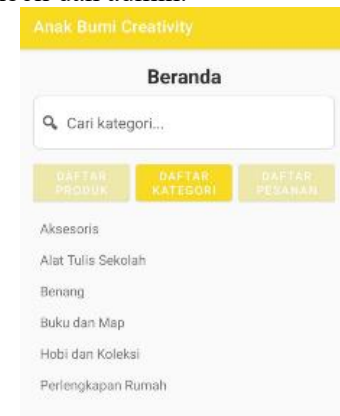 Anak Bumi Creativity
Beranda
Cari kategori...
DAFTAR
PRODUK
DAFTAR
KATEGORI
DAFTAR
PESANAN
Aksesoris
Alat Tulis Sekolah
Benang
Buku dan Map
Hobi dan Koleksi
Perlengkapan Rumah